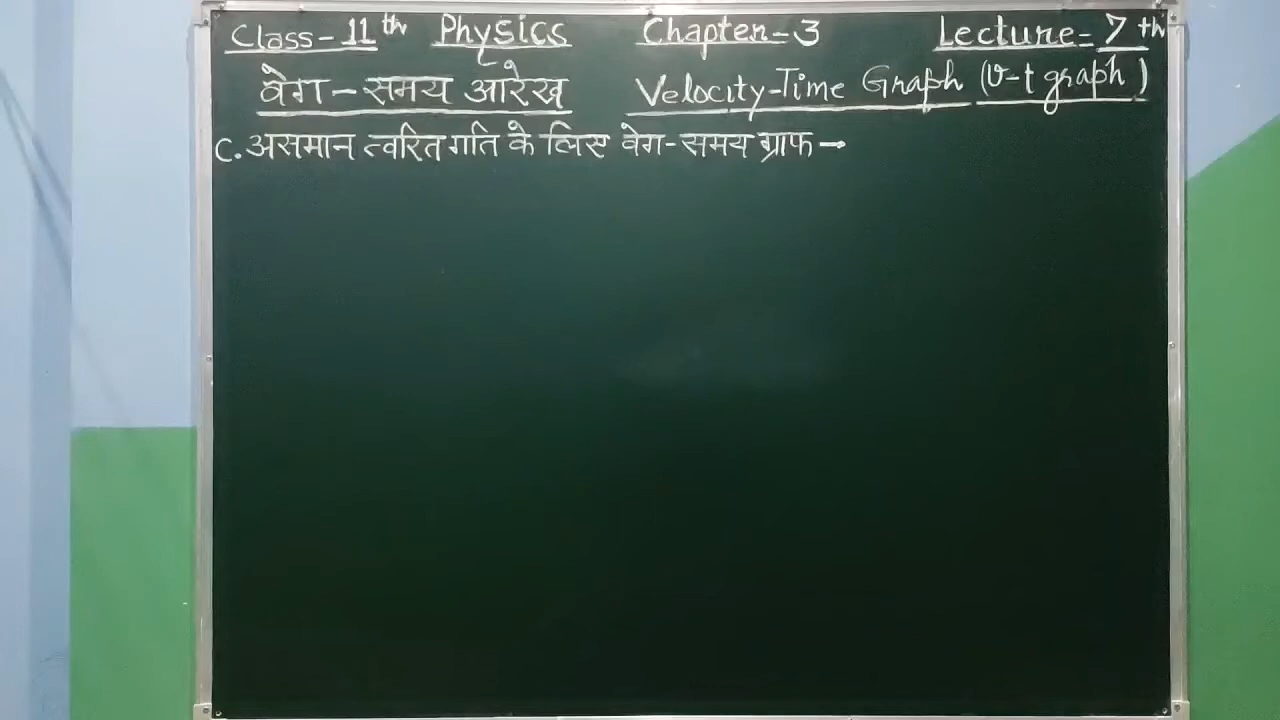 Class-11th Physics Chapter-3 Lecture-7th
वेग-समय आरेख Velocity-Time Graph (v-t graph)
C. असमान त्वरित गति के लिए वेग-समय ग्राफ→